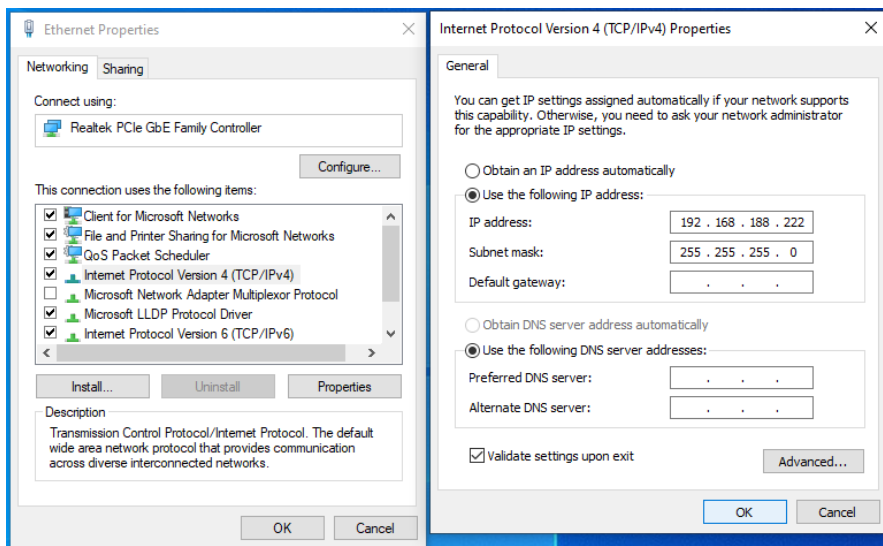 Ethernet Properties
Networking
Sharing
Connect using:
Realtek PCIe GbE Family Controller
Configure...
This connection uses the following items:
Client for Microsoft Networks
File and Printer Sharing for Microsoft Networks
QoS Packet Scheduler
Internet Protocol Version 4 (TCP/IPv4)
Microsoft Network Adapter Multiplexor Protocol
Microsoft LLDP Protocol Driver
Internet Protocol Version 6 (TCP/IPv6)
Install...
Uninstall
Properties
Description
Transmission Control Protocol/Internet Protocol. The default
wide area network protocol that provides communication
across diverse interconnected networks.
OK
Cancel
Internet Protocol Version 4 (TCP/IPv4) Properties
General
You can get IP settings assigned automatically if your network supports
this capability. Otherwise, you need to ask your network administrator
for the appropriate IP settings.
Obtain an IP address automatically
Use the following IP address:
IP address:
192 . 168 . 188 . 222
Subnet mask:
255 . 255 . 255 . 0
Default gateway:
. . .
Obtain DNS server address automatically
Use the following DNS server addresses:
Preferred DNS server:
. . .
Alternate DNS server:
. . .
Validate settings upon exit
Advanced...
OK
Cancel